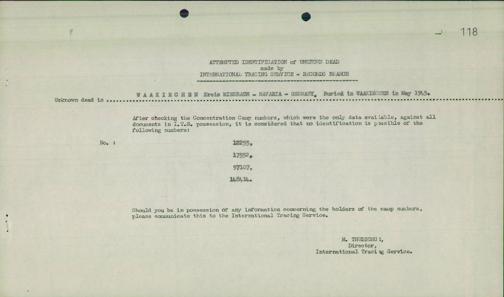 118
ATTEMPTED IDENTIFICATION of UNKNOWN DEAD
made by
INTERNATIONAL TRACING SERVICE - RECORDS BRANCH
Unknown dead in WAAKIRCHEN Kreis MIESBACH - BAVARIA - GERMANY. Buried in WAAKIRCHEN in May 1945.
After checking the Concentration Camp numbers, which were the only data available, against all
documents in I.T.S. possession, it is considered that no identification is possible of the
following numbers:
No. :
17552,
97107,
Should you be in possession of any information concerning the holders of the camp numbers,
please communicate this to the International Tracing Service.
M.
Director,
International Tracing Service.